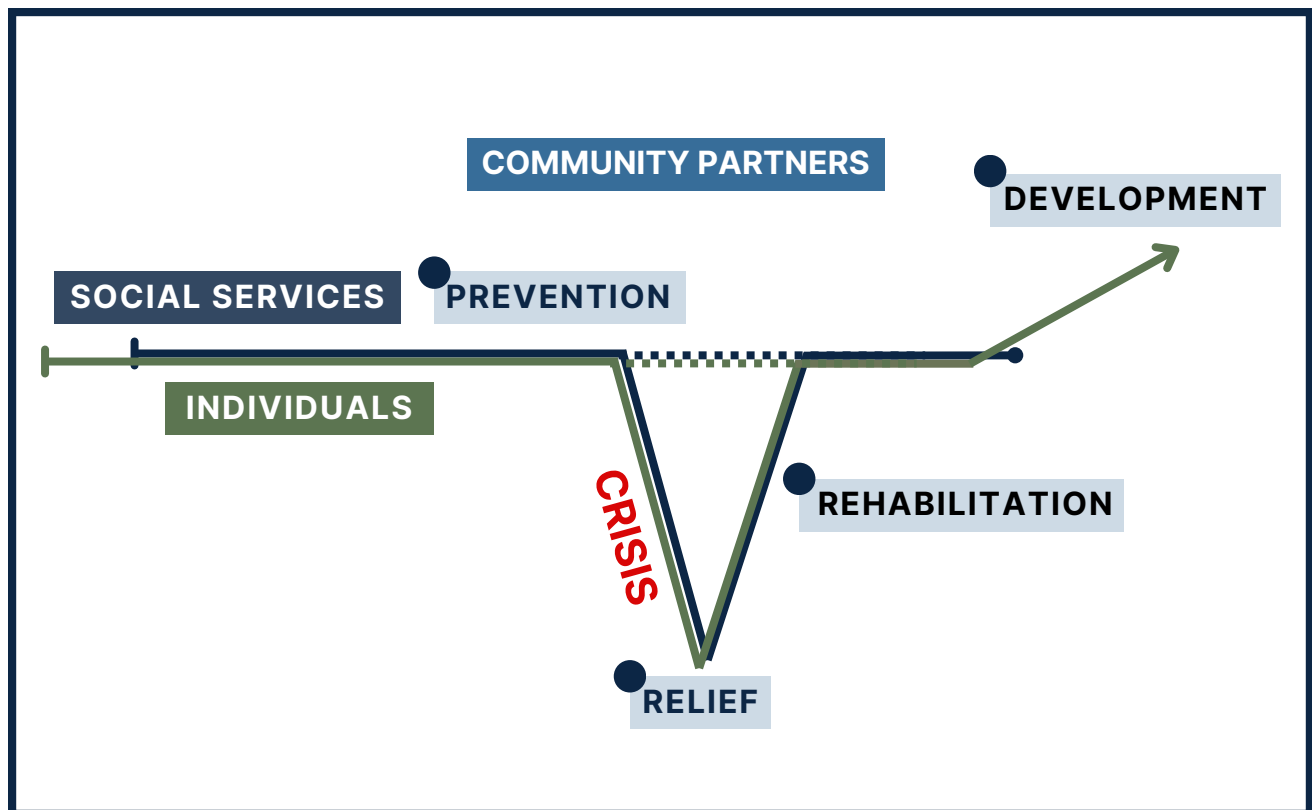 COMMUNITY PARTNERS
DEVELOPMENT
SOCIAL SERVICES
PREVENTION
INDIVIDUALS
CRISIS
REHABILITATION
RELIEF